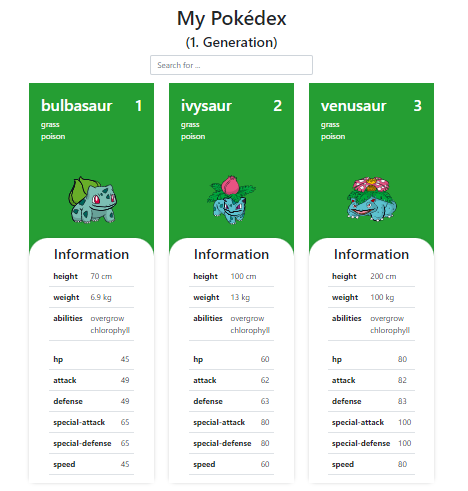 My Pokédex
(1. Generation)
Search for ...
bulbasaur 1
grass
poison
Information
height 70 cm
weight 6.9 kg
abilities overgrow
chlorophyll
hp 45
attack 49
defense 49
special-attack 65
special-defense 65
speed 45
ivysaur 2
grass
poison
Information
height 100 cm
weight 13 kg
abilities overgrow
chlorophyll
hp 60
attack 62
defense 63
special-attack 80
special-defense 80
speed 60
venusaur 3
grass
poison
Information
height 200 cm
weight 100 kg
abilities overgrow
chlorophyll
hp 80
attack 82
defense 83
special-attack 100
special-defense 100
speed 80